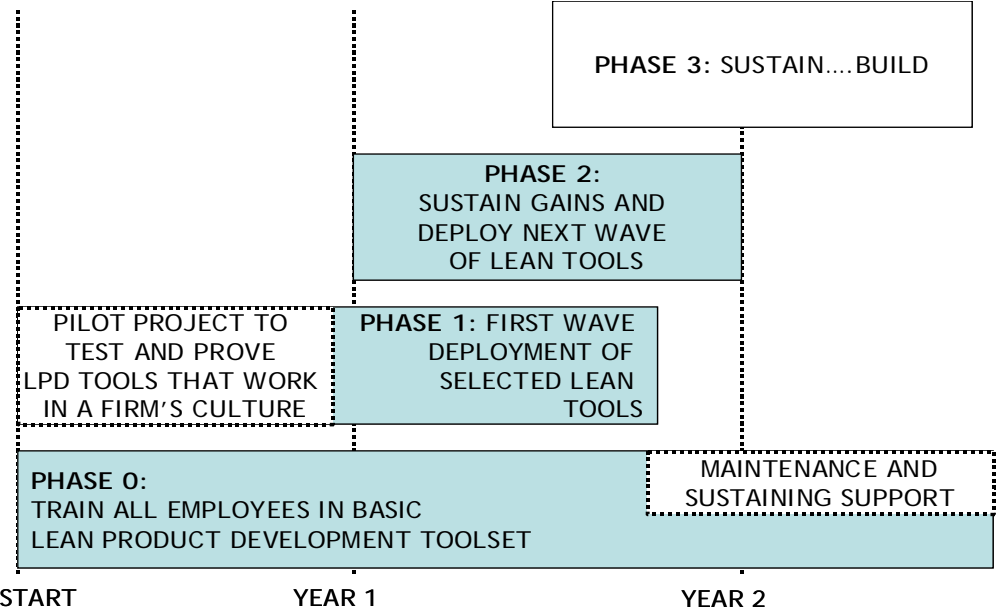 PHASE 3: SUSTAIN....BUILD
PHASE 2:
SUSTAIN GAINS AND
DEPLOY NEXT WAVE
OF LEAN TOOLS
PILOT PROJECT TO
TEST AND PROVE
LPD TOOLS THAT WORK
IN A FIRM'S CULTURE
PHASE 1: FIRST WAVE
DEPLOYMENT OF
SELECTED LEAN
TOOLS
PHASE 0:
TRAIN ALL EMPLOYEES IN BASIC
LEAN PRODUCT DEVELOPMENT TOOLSET
MAINTENANCE AND
SUSTAINING SUPPORT
START
YEAR 1
YEAR 2